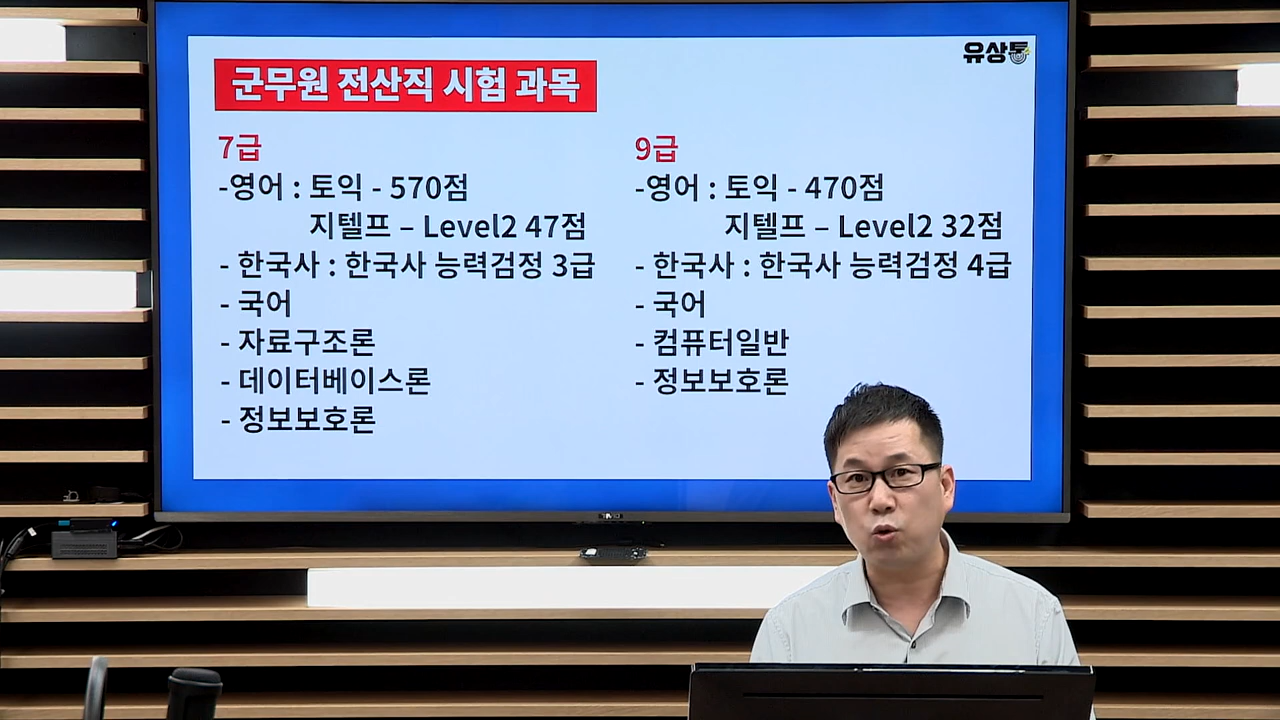 유상통
군무원 전산직 시험 과목
7급
-영어 : 토익 - 570점
지텔프 – Level2 47점
- 한국사 : 한국사 능력검정 3급
- 국어
- 자료구조론
- 데이터베이스론
- 정보보호론
9급
-영어 : 토익 - 470점
지텔프 – Level2 32점
- 한국사 : 한국사 능력검정 4급
- 국어
- 컴퓨터일반
- 정보보호론